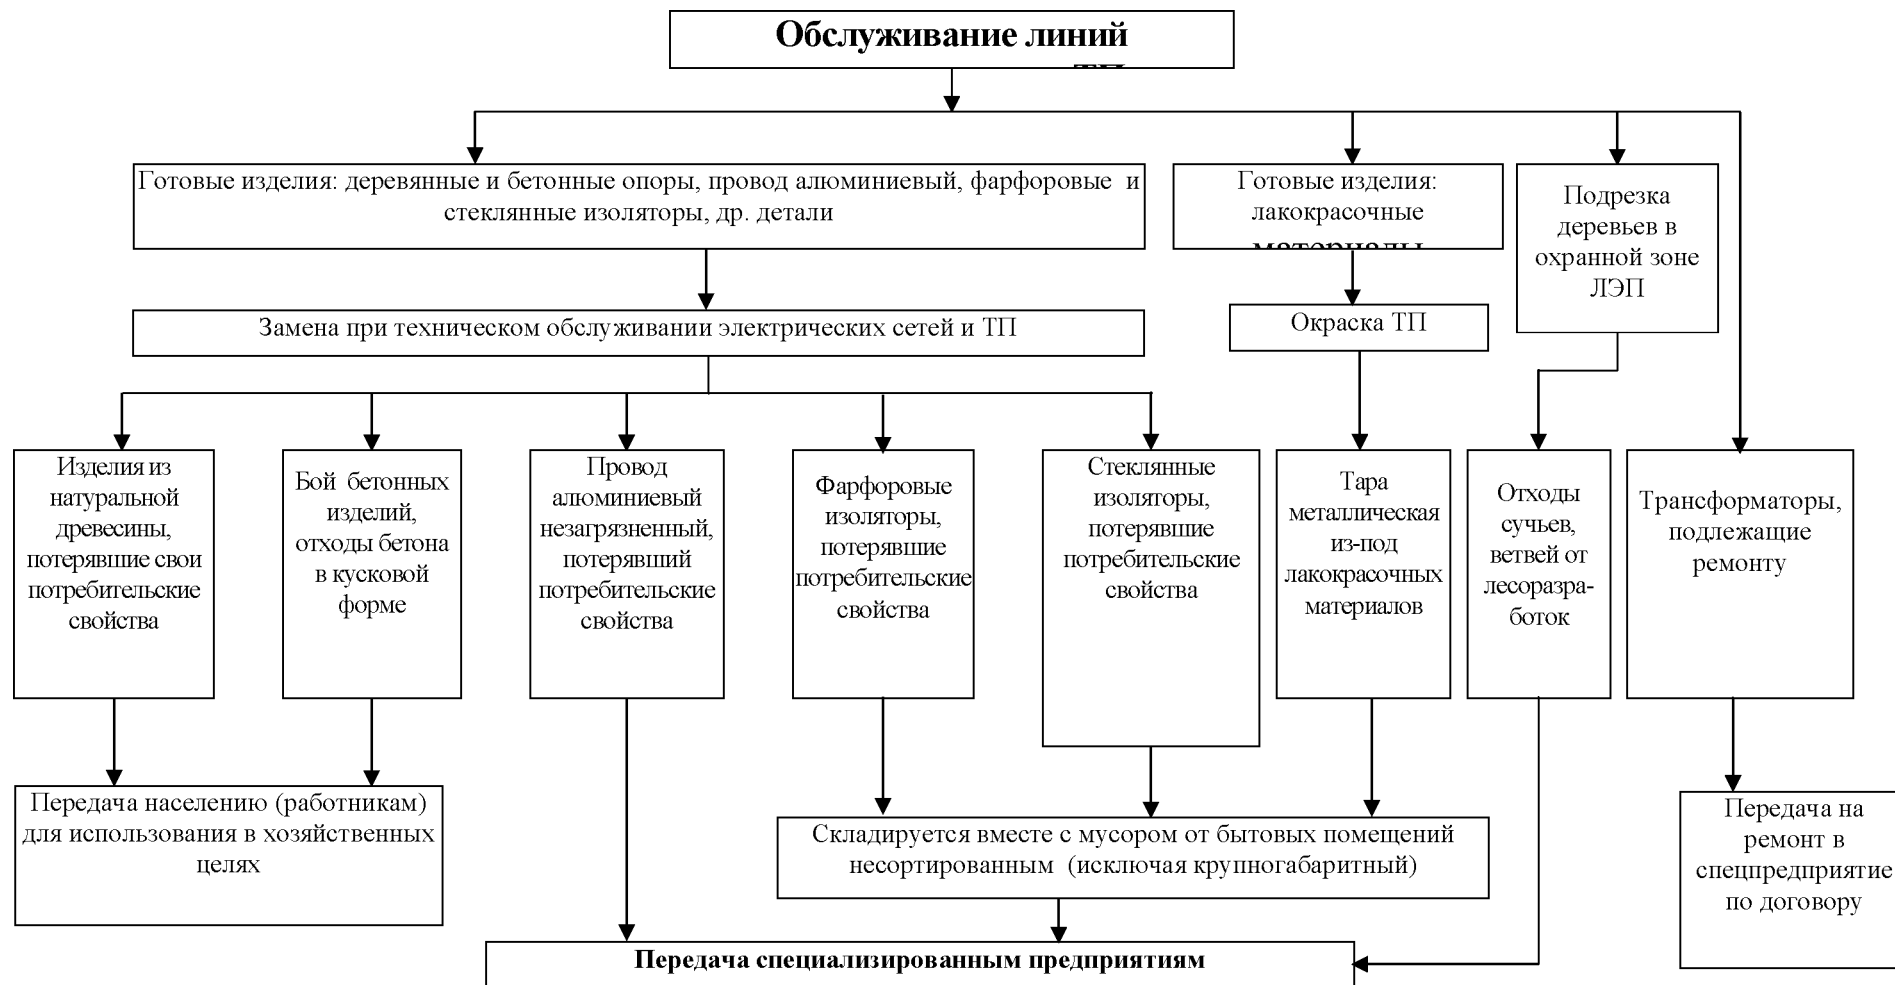 Обслуживание линий
Готовые изделия: деревянные и бетонные опоры, провод алюминиевый, фарфоровые и
стеклянные изоляторы, др. детали
Готовые изделия:
лакокрасочные
материалы
Подрезка
деревьев в
охранной зоне
ЛЭП
Замена при техническом обслуживании электрических сетей и ТП
Окраска ТП
Изделия из
натуральной
древесины,
потерявшие свои
потребительские
свойства
Бой бетонных
изделий,
отходы бетона
в кусковой
форме
Провод
алюминиевый
незагрязненный,
потерявший
потребительские
свойства
Фарфоровые
изоляторы,
потерявшие
потребительские
свойства
Стеклянные
изоляторы,
потерявшие
потребительские
свойства
Тара
металлическая
из-под
лакокрасочных
материалов
Отходы
сучьев,
ветвей от
лесоразра-
боток
Трансформаторы,
подлежащие
ремонту
Передача населению (работникам)
для использования в хозяйственных
целях
Складируется вместе с мусором от бытовых помещений
несортированным (исключая крупногабаритный)
Передача на
ремонт в
спецпредприятие
по договору
Передача специализированным предприятиям